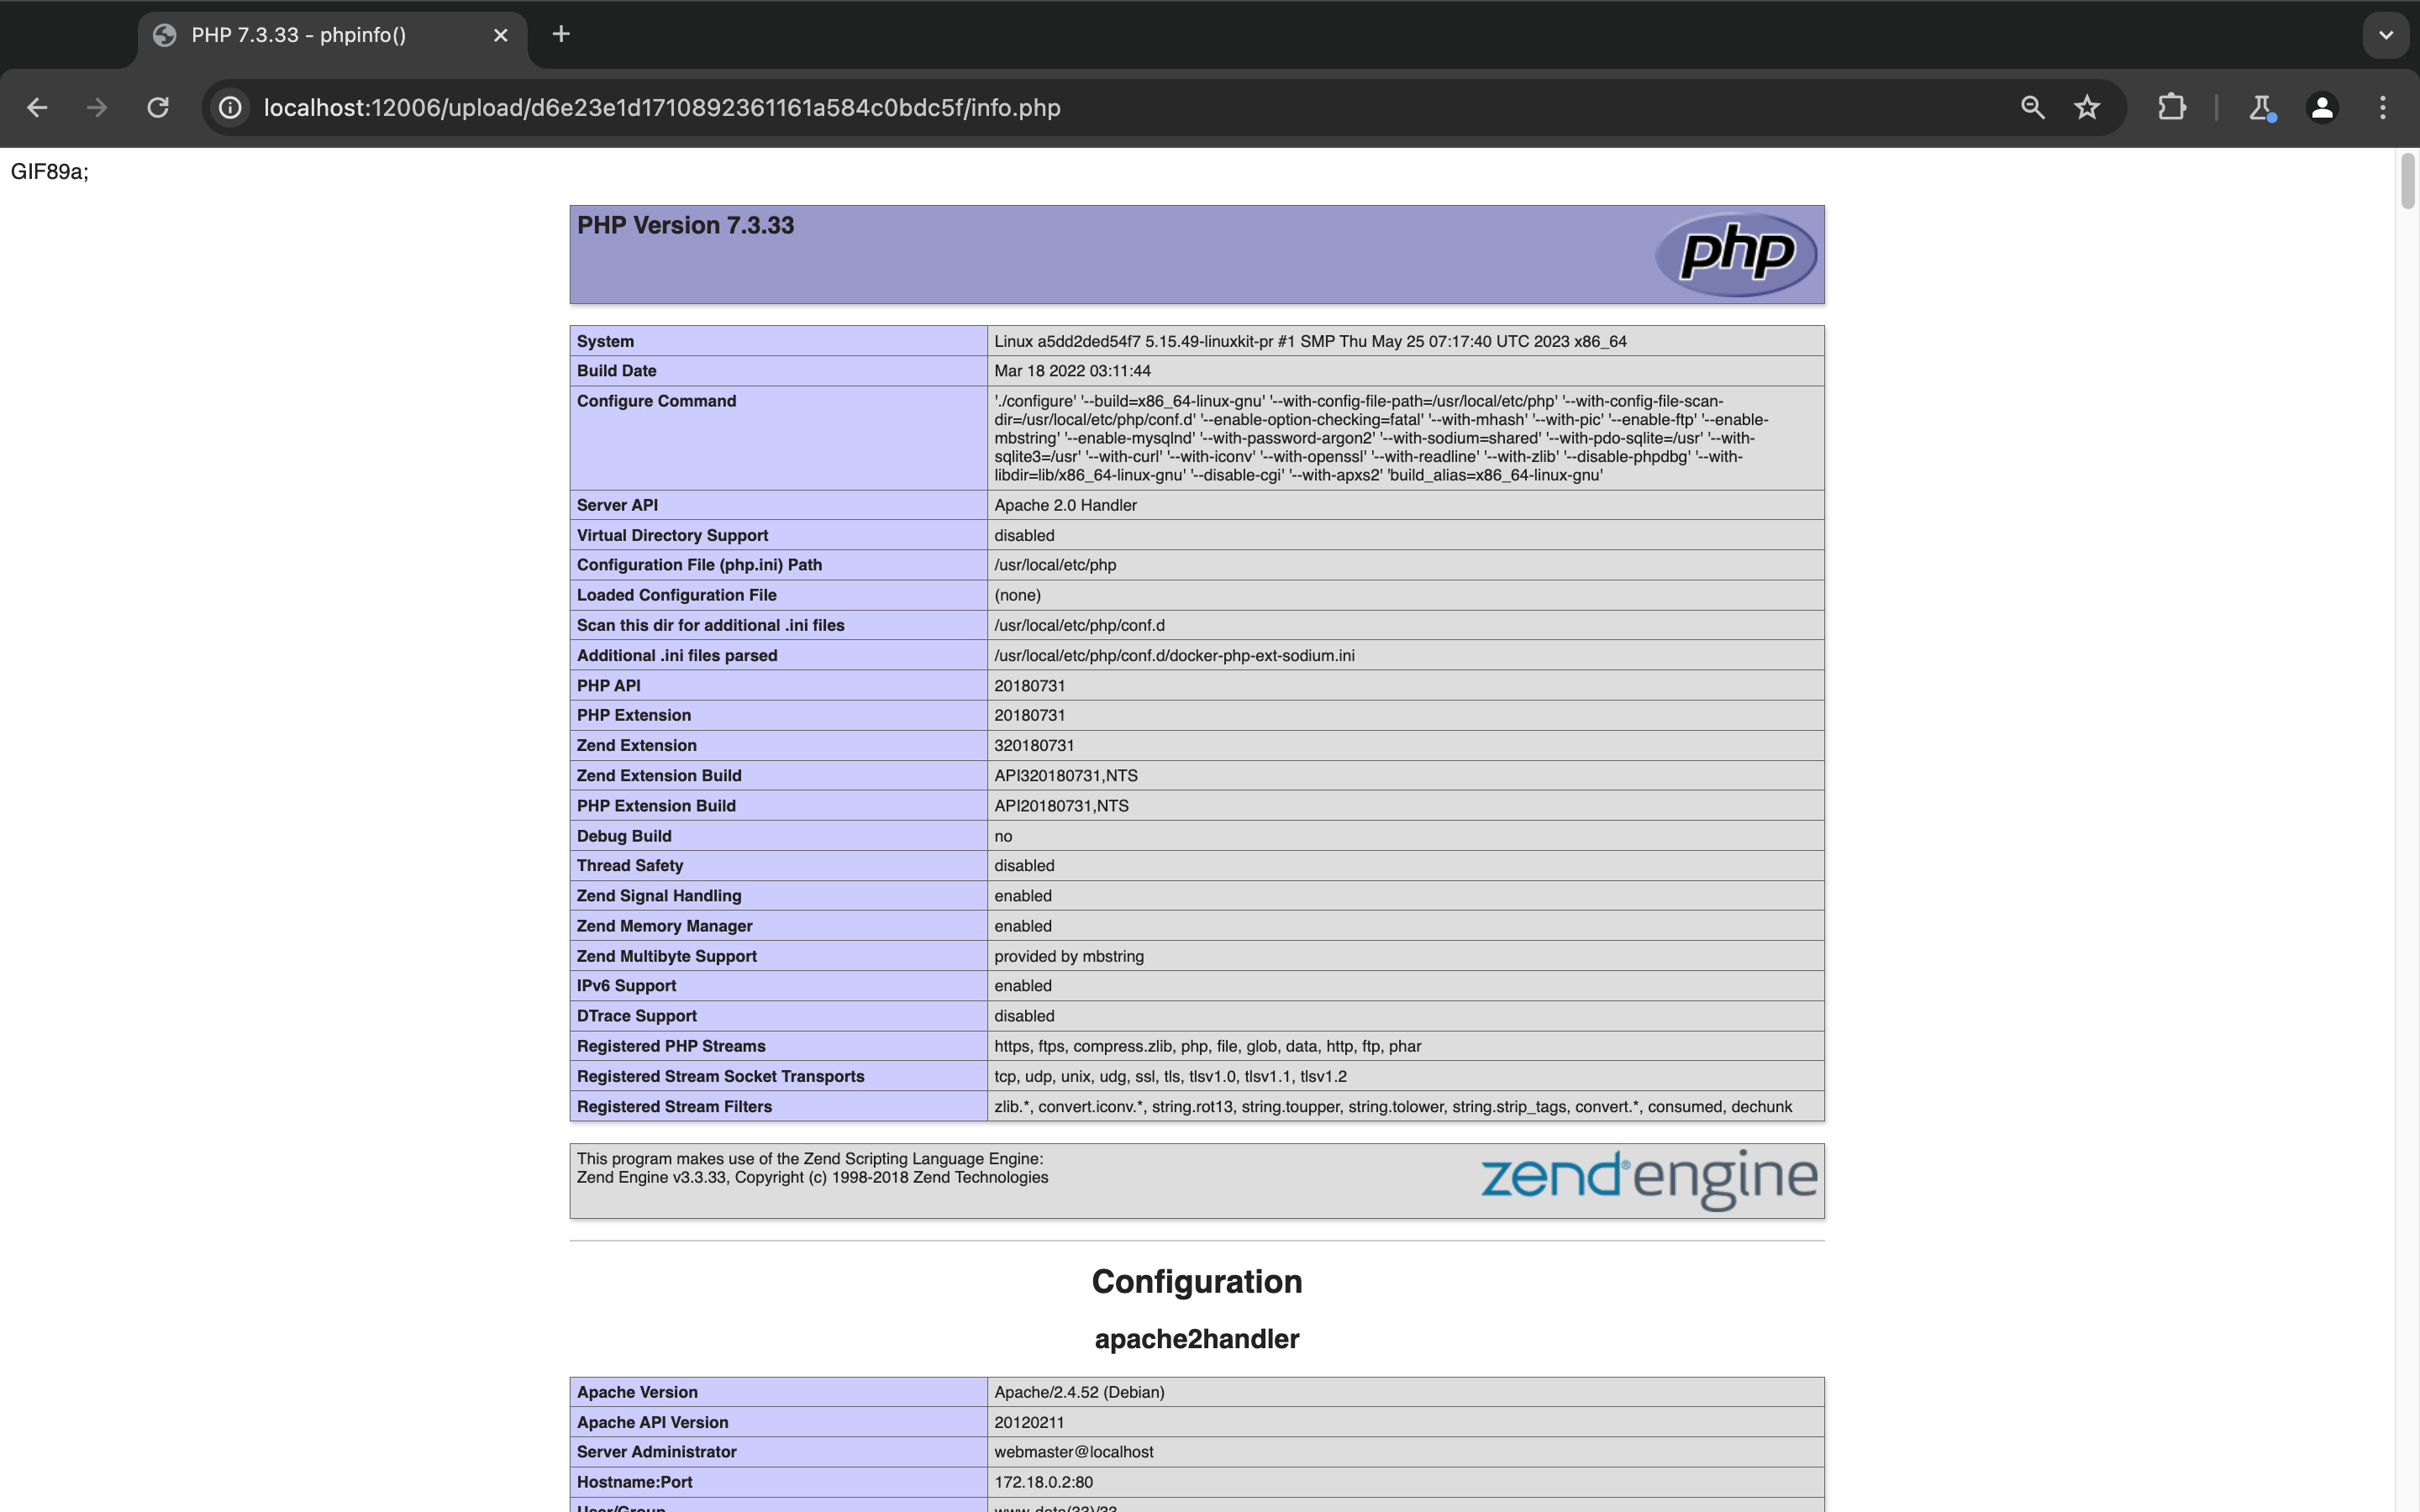 PHP 7.3.33 - phpinfo()
localhost:12006/upload/d6e23e1d1710892361161a584c0bdc5f/info.php
GIF89a;
PHP Version 7.3.33
php
System Linux a5dd2ded54f7 5.15.49-linuxkit-pr #1 SMP Thu May 25 07:17:40 UTC 2023 x86_64
Build Date Mar 18 2022 03:11:44
Configure Command './configure' '--build=x86_64-linux-gnu' '--with-config-file-path=/usr/local/etc/php' '--with-config-file-scan-
dir=/usr/local/etc/php/conf.d' '--enable-option-checking=fatal' '--with-mhash' '--with-pic' '--enable-ftp' '--enable-
mbstring' '--enable-mysqlnd' '--with-password-argon2' '--with-sodium=shared' '--with-pdo-sqlite=/usr' '--with-
sqlite3=/usr' '--with-curl' '--with-iconv' '--with-openssl' '--with-readline' '--with-zlib' '--disable-phpdbg' '--with-
libdir=lib/x86_64-linux-gnu' '--disable-cgi' '--with-apxs2' 'build_alias=x86_64-linux-gnu'
Server API Apache 2.0 Handler
Virtual Directory Support disabled
Configuration File (php.ini) Path /usr/local/etc/php
Loaded Configuration File (none)
Scan this dir for additional .ini files /usr/local/etc/php/conf.d
Additional .ini files parsed /usr/local/etc/php/conf.d/docker-php-ext-sodium.ini
PHP API 20180731
PHP Extension 20180731
Zend Extension 320180731
Zend Extension Build API320180731,NTS
PHP Extension Build API20180731,NTS
Debug Build no
Thread Safety disabled
Zend Signal Handling enabled
Zend Memory Manager enabled
Zend Multibyte Support provided by mbstring
IPv6 Support enabled
DTrace Support disabled
Registered PHP Streams https, ftps, compress.zlib, php, file, glob, data, http, ftp, phar
Registered Stream Socket Transports tcp, udp, unix, udg, ssl, tls, tlsv1.0, tlsv1.1, tlsv1.2
Registered Stream Filters zlib.*, convert.iconv.*, string.rot13, string.toupper, string.tolower, string.strip_tags, convert.*, consumed, dechunk
This program makes use of the Zend Scripting Language Engine:
Zend Engine v3.3.33, Copyright (c) 1998-2018 Zend Technologies
zend® engine
Configuration
apache2handler
Apache Version Apache/2.4.52 (Debian)
Apache API Version 20120211
Server Administrator webmaster@localhost
Hostname:Port 172.18.0.2:80
User/Group www-data(33)/33